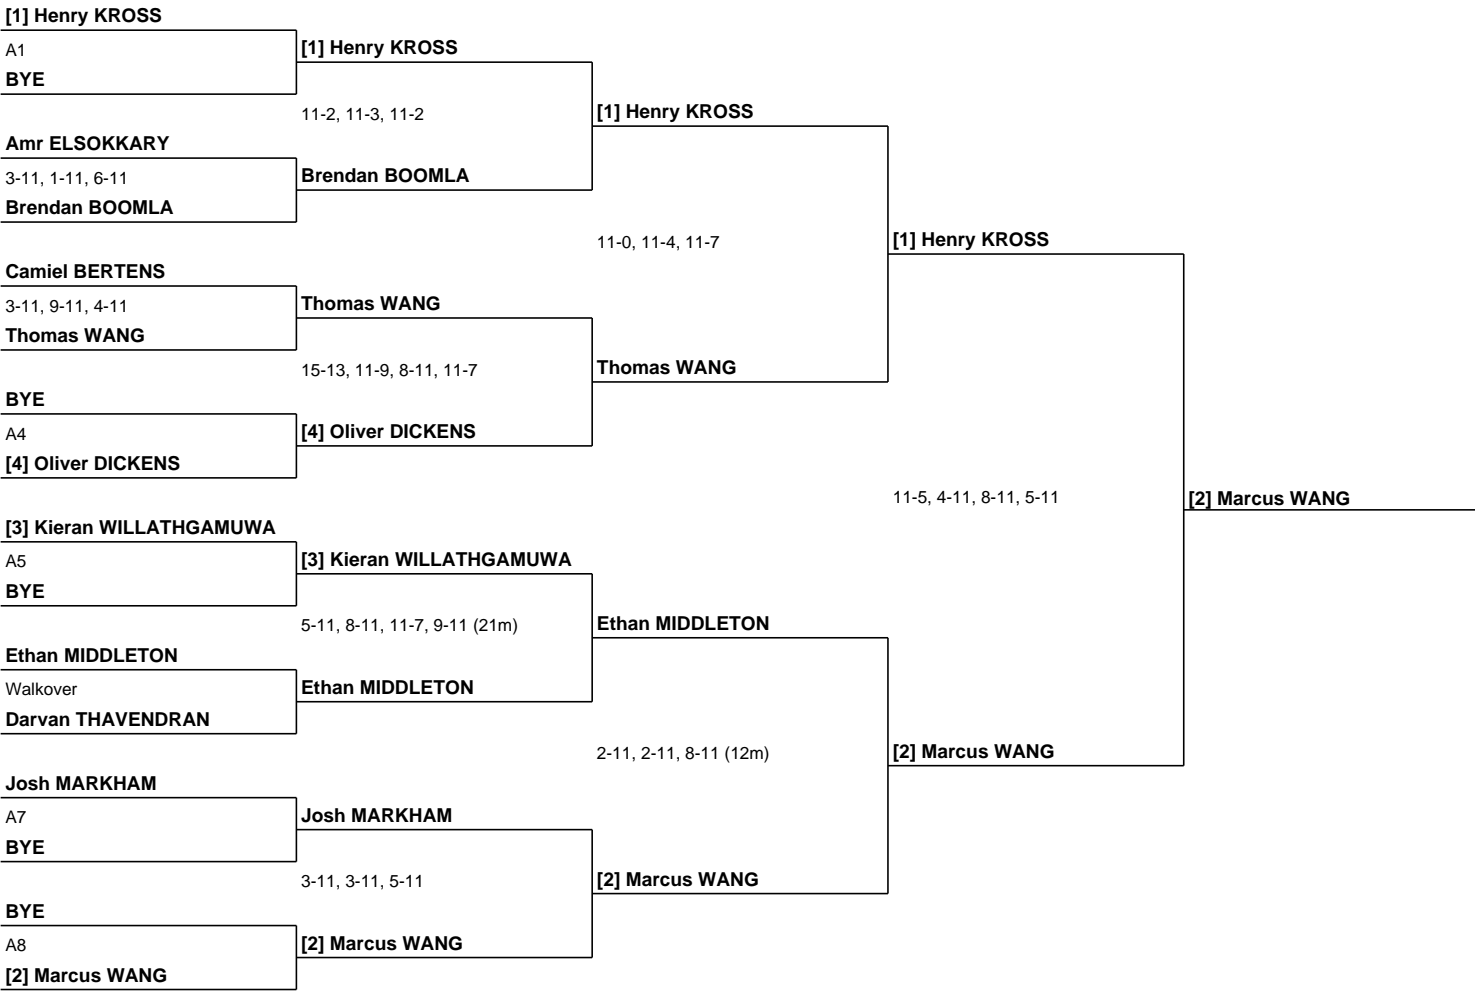 [1] Henry KROSS
A1
BYE
[1] Henry KROSS
11-2, 11-3, 11-2
[1] Henry KROSS
Amr ELSOKKARY
3-11, 1-11, 6-11
Brendan BOOMLA
Brendan BOOMLA
11-0, 11-4, 11-7
[1] Henry KROSS
Camiel BERTENS
3-11, 9-11, 4-11
Thomas WANG
Thomas WANG
15-13, 11-9, 8-11, 11-7
Thomas WANG
BYE
A4
[4] Oliver DICKENS
[4] Oliver DICKENS
11-5, 4-11, 8-11, 5-11
[2] Marcus WANG
[3] Kieran WILLATHGAMUWA
A5
BYE
[3] Kieran WILLATHGAMUWA
5-11, 8-11, 11-7, 9-11 (21m)
Ethan MIDDLETON
Ethan MIDDLETON
Walkover
Darvan THAVENDRAN
Ethan MIDDLETON
2-11, 2-11, 8-11 (12m)
[2] Marcus WANG
Josh MARKHAM
A7
BYE
Josh MARKHAM
3-11, 3-11, 5-11
[2] Marcus WANG
BYE
A8
[2] Marcus WANG
[2] Marcus WANG